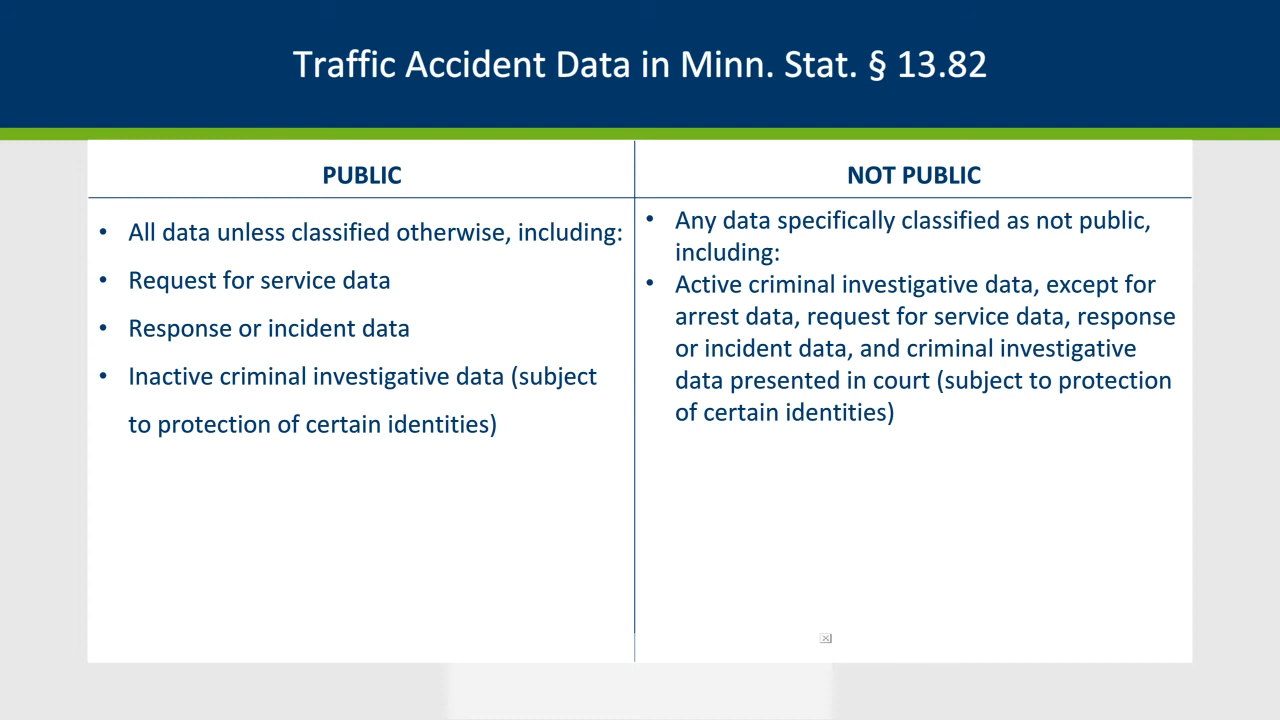 Traffic Accident Data in Minn. Stat. § 13.82
PUBLIC
• All data unless classified otherwise, including:
• Request for service data
• Response or incident data
• Inactive criminal investigative data (subject
to protection of certain identities)
NOT PUBLIC
• Any data specifically classified as not public,
including:
• Active criminal investigative data, except for
arrest data, request for service data, response
or incident data, and criminal investigative
data presented in court (subject to protection
of certain identities)